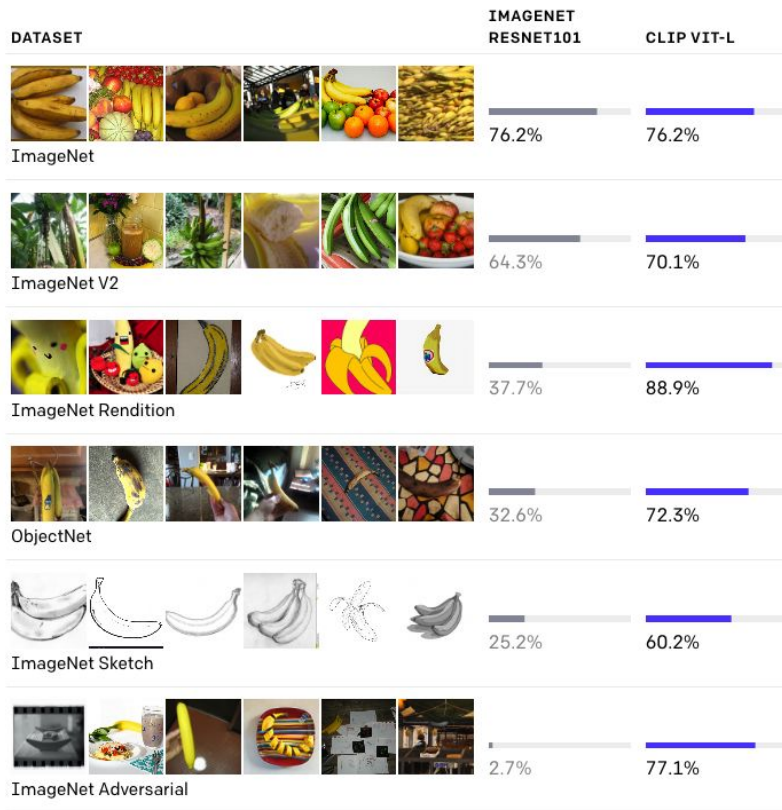 DATASET
IMAGENET
RESNET101
CLIP VIT-L
ImageNet
76.2%
76.2%
ImageNet V2
64.3%
70.1%
ImageNet Rendition
37.7%
88.9%
ObjectNet
32.6%
72.3%
ImageNet Sketch
25.2%
60.2%
ImageNet Adversarial
2.7%
77.1%